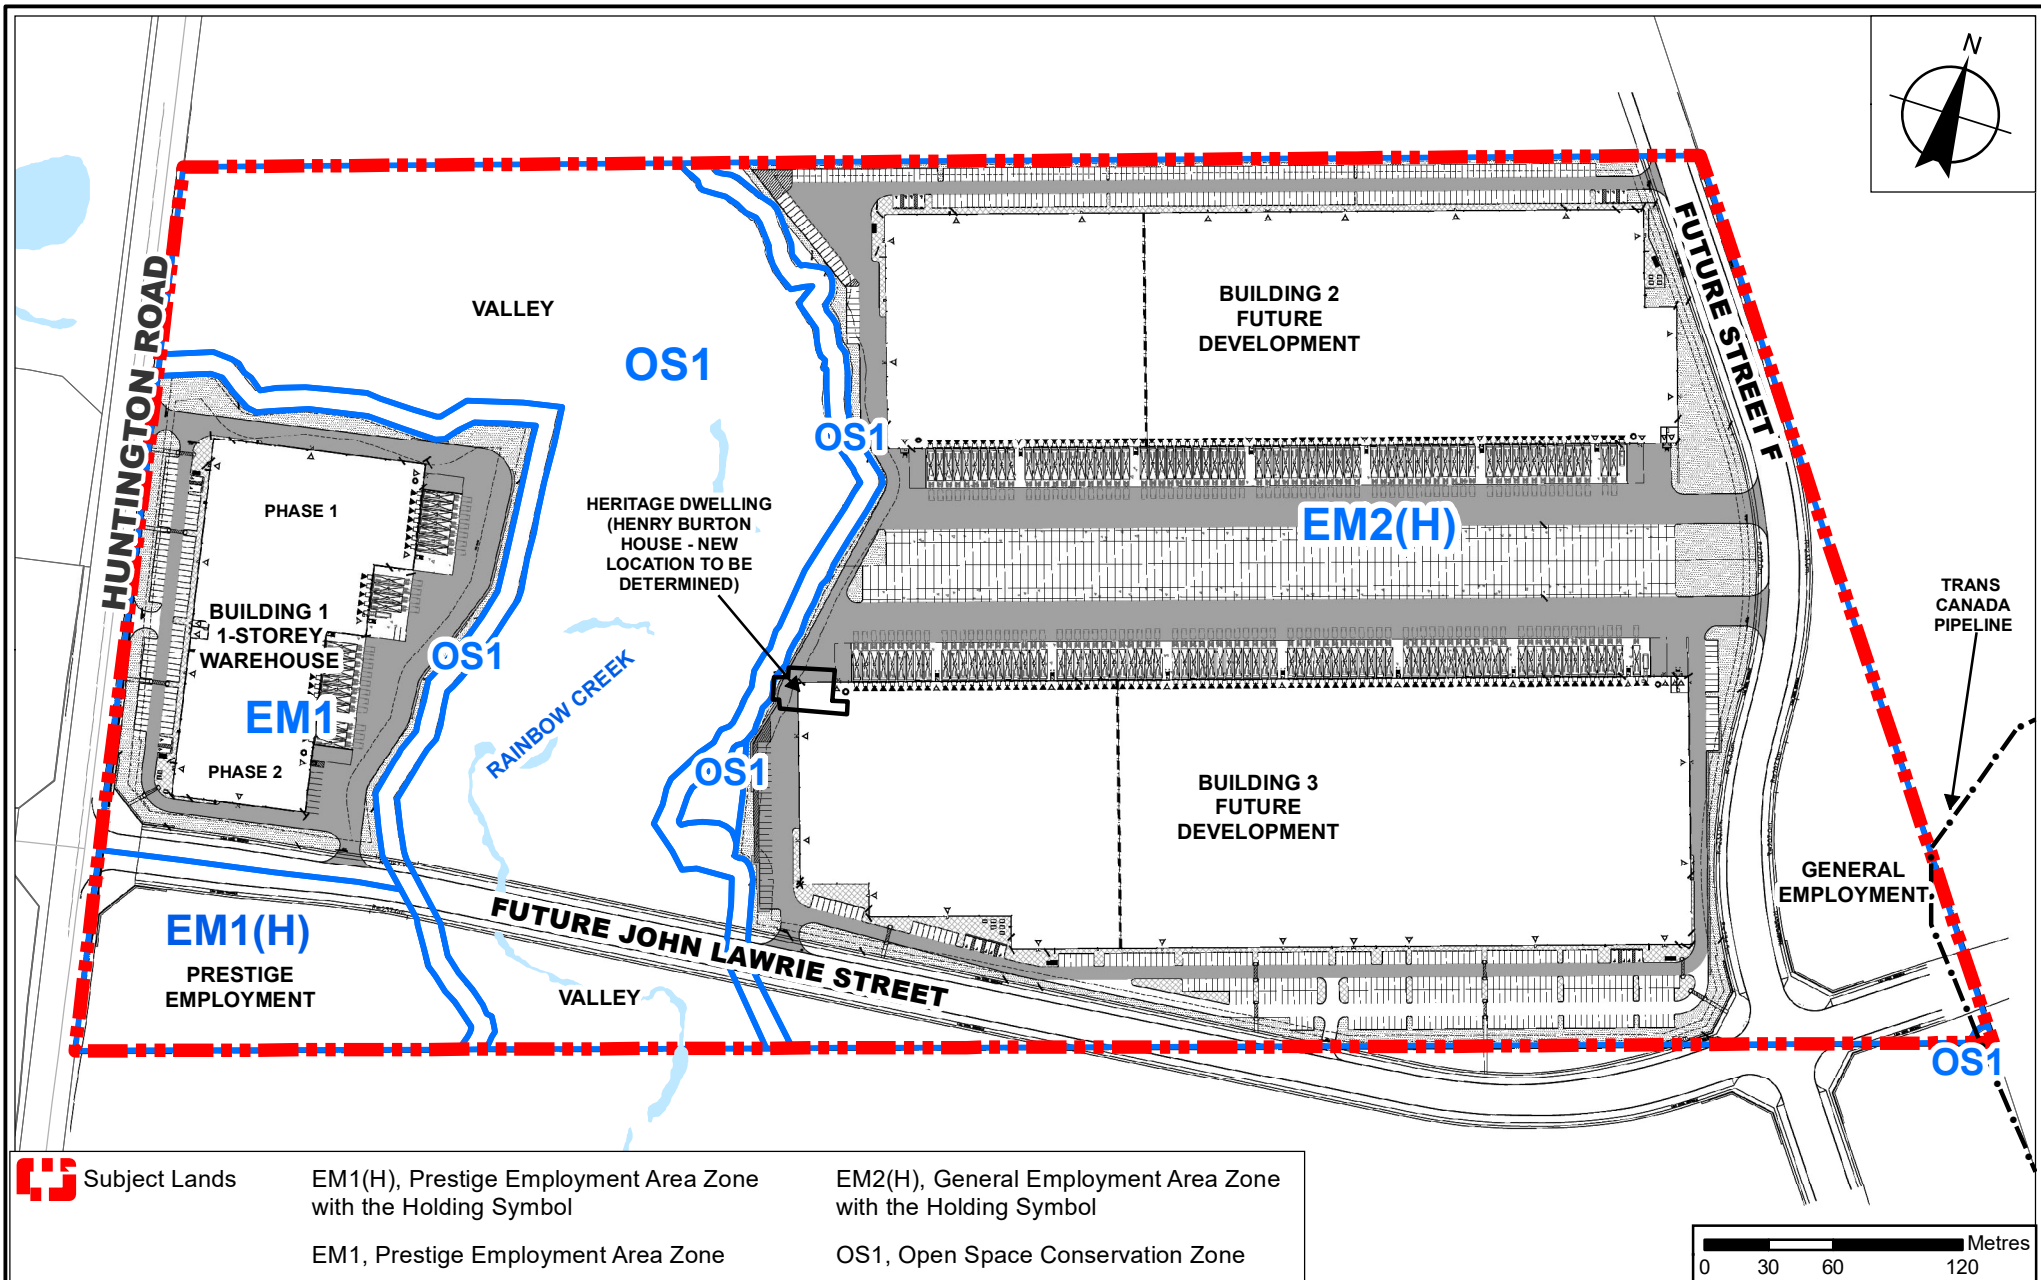 N
HUNTINGTON ROAD
VALLEY
OS1
OS1
BUILDING 2
FUTURE
DEVELOPMENT
FUTURE STREET F
PHASE 1
HERITAGE DWELLING
(HENRY BURTON
HOUSE - NEW
LOCATION TO BE
DETERMINED)
EM2(H)
TRANS
CANADA
PIPELINE
BUILDING 1
1-STOREY
WAREHOUSE
OS1
EM1
RAINBOW CREEK
PHASE 2
OS1
BUILDING 3
FUTURE
DEVELOPMENT
GENERAL
EMPLOYMENT
EM1(H)
PRESTIGE
EMPLOYMENT
FUTURE JOHN LAWRIE STREET
VALLEY
OS1
Subject Lands
EM1(H), Prestige Employment Area Zone
with the Holding Symbol
EM1, Prestige Employment Area Zone
EM2(H), General Employment Area Zone
with the Holding Symbol
OS1, Open Space Conservation Zone
Metres
0 30 60 120